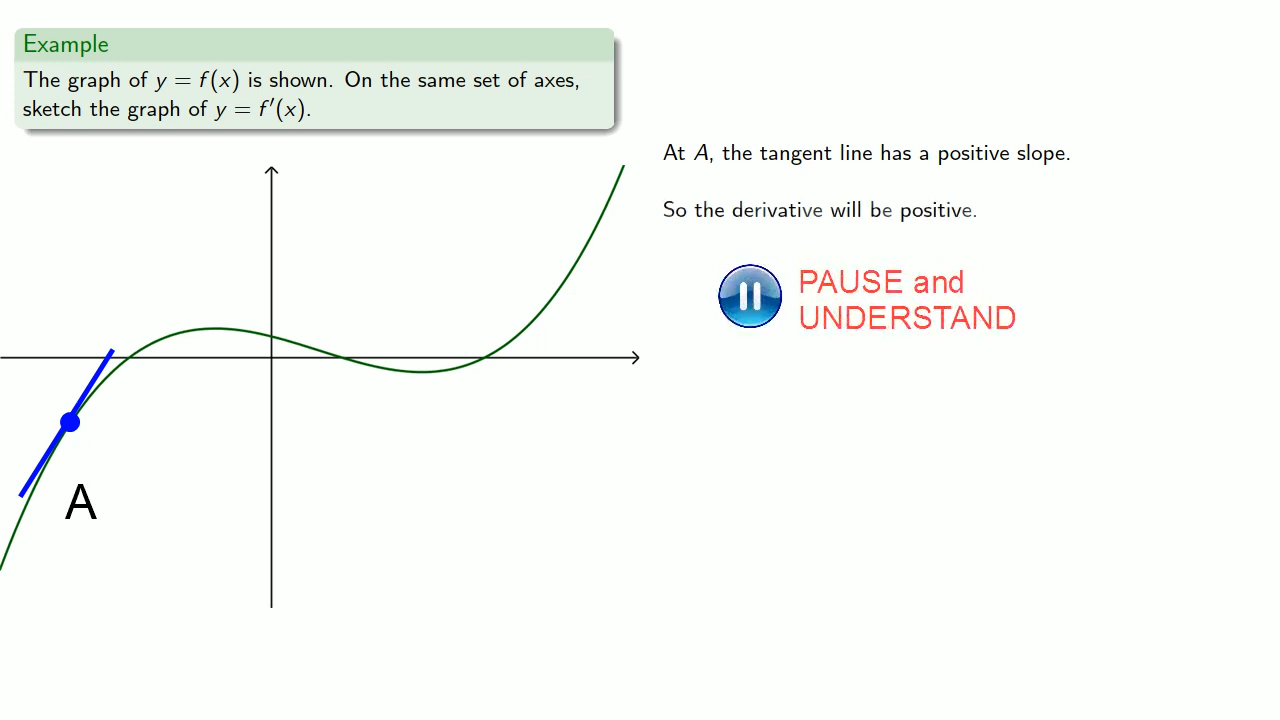 Example
The graph of y = f(x) is shown. On the same set of axes,
sketch the graph of y = f′(x).
At A, the tangent line has a positive slope.
So the derivative will be positive.
PAUSE and
UNDERSTAND
A